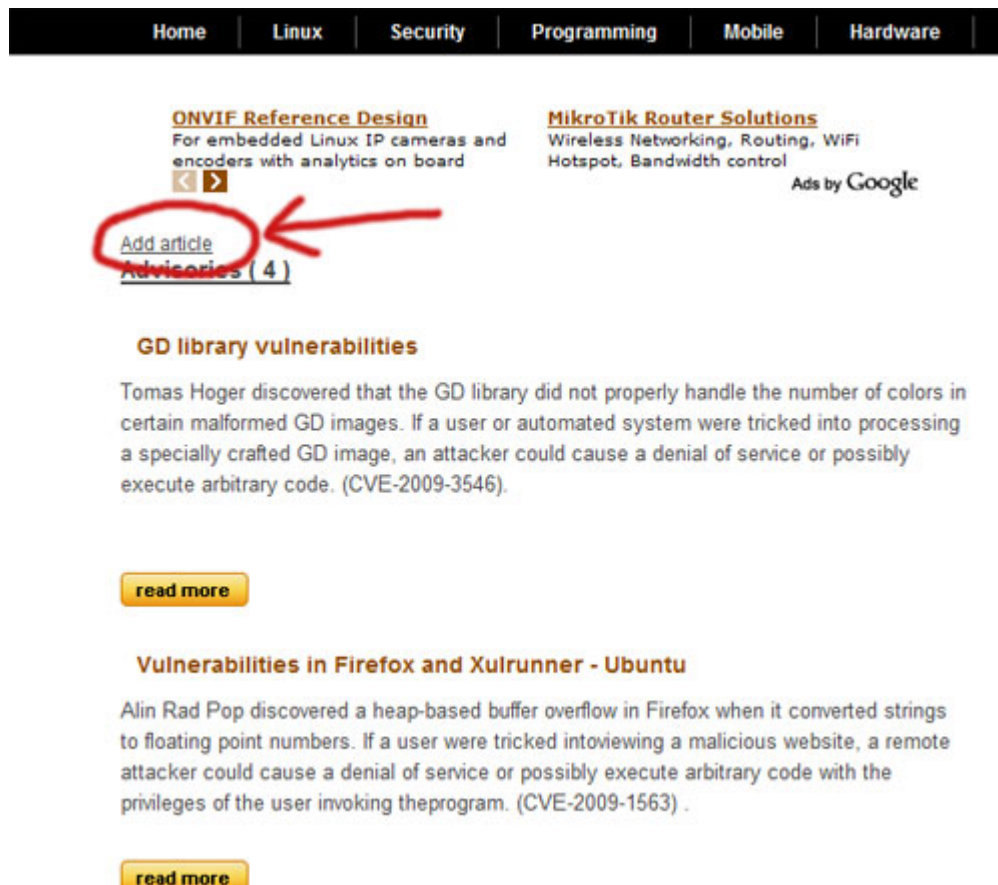 Home Linux Security Programming Mobile Hardware
ONVIF Reference Design
For embedded Linux IP cameras and
encoders with analytics on board
MikroTik Router Solutions
Wireless Networking, Routing, WiFi
Hotspot, Bandwidth control
Ads by Google
Add article
Advisories ( 4 )
GD library vulnerabilities
Tomas Hoger discovered that the GD library did not properly handle the number of colors in
certain malformed GD images. If a user or automated system were tricked into processing
a specially crafted GD image, an attacker could cause a denial of service or possibly
execute arbitrary code. (CVE-2009-3546).
read more
Vulnerabilities in Firefox and Xulrunner - Ubuntu
Alin Rad Pop discovered a heap-based buffer overflow in Firefox when it converted strings
to floating point numbers. If a user were tricked intoviewing a malicious website, a remote
attacker could cause a denial of service or possibly execute arbitrary code with the
privileges of the user invoking theprogram. (CVE-2009-1563) .
read more